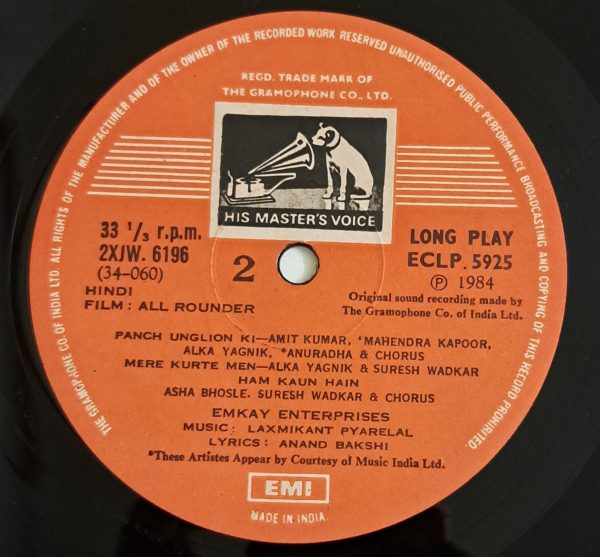 THE GRAMOPHONE CO. OF INDIA LTD. ALL RIGHTS OF THE MANUFACTURER AND OF THE OWNER OF THE RECORDED WORK RESERVED UNAUTHORISED PUBLIC PERFORMANCE BROADCASTING AND COPYING OF THIS RECORD PROHIBITED.
REGD. TRADE MARK OF
THE GRAMOPHONE CO., LTD.
HIS MASTER'S VOICE
33 1/3 r.p.m.
2XJW. 6196
(34-060)
2
HINDI
FILM: ALL ROUNDER
LONG PLAY
ECLP. 5925
Ⓟ 1984
Original sound recording made by
The Gramophone Co. of India Ltd.
PANCH UNGLION KI—AMIT KUMAR, *MAHENDRA KAPOOR,
ALKA YAGNIK, *ANURADHA & CHORUS
MERE KURTE MEN—ALKA YAGNIK & SURESH WADKAR
HAM KAUN HAIN
ASHA BHOSLE, SURESH WADKAR & CHORUS
EMKAY ENTERPRISES
MUSIC: LAXMIKANT PYARELAL
LYRICS: ANAND BAKSHI
*These Artistes Appear by Courtesy of Music India Ltd.
EMI
MADE IN INDIA